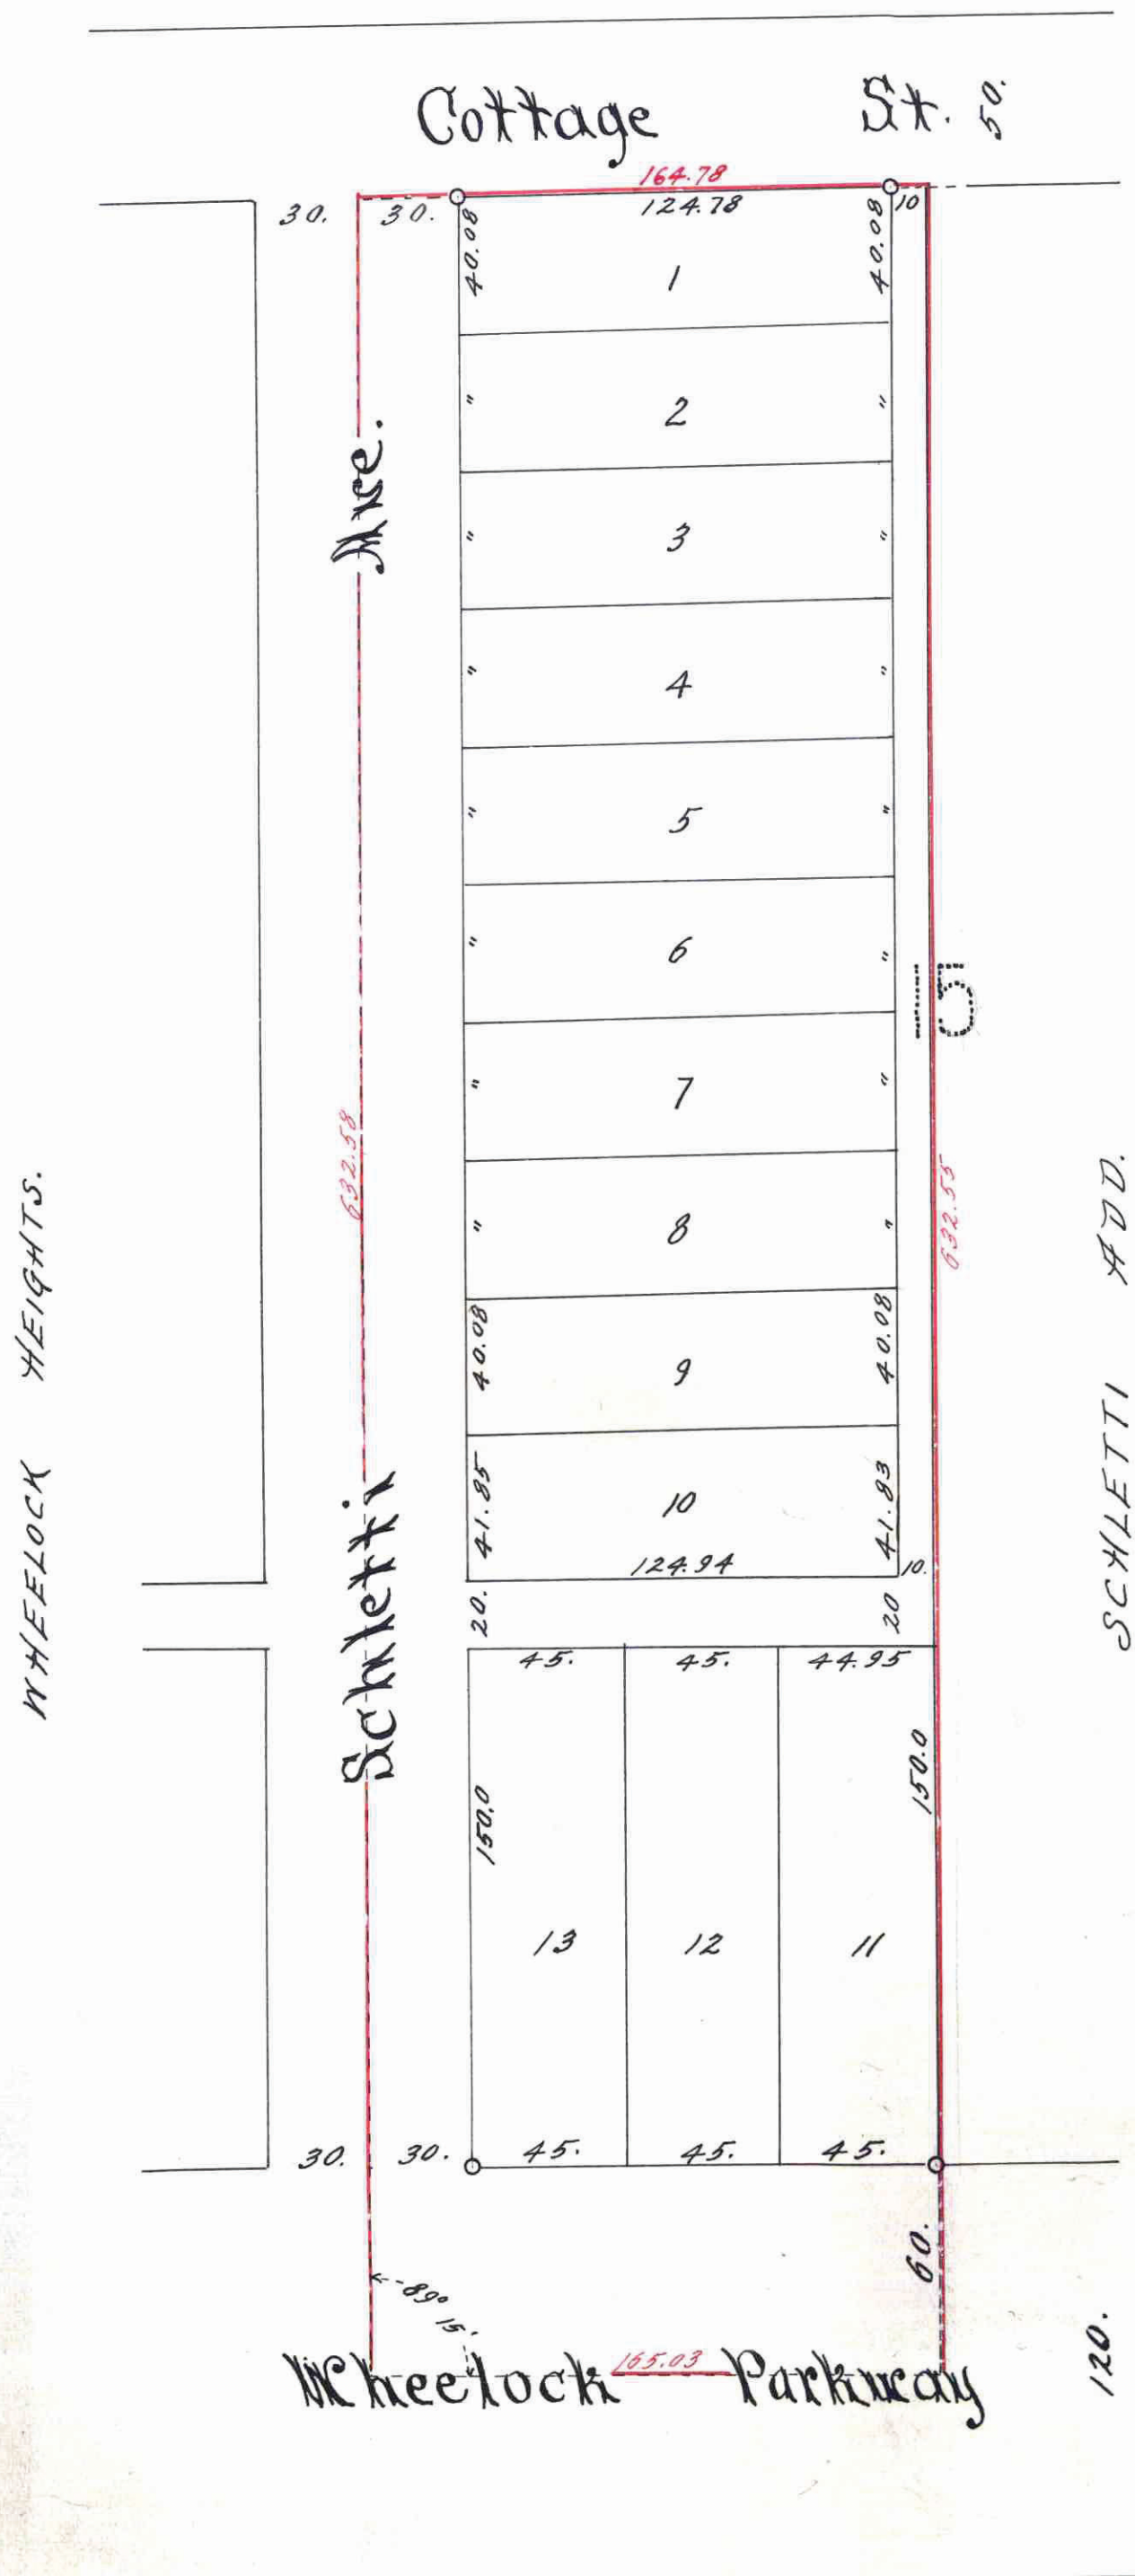 Cottage St. 50.
164.78
30. 30. 124.78 10
40.08 1 40.08
" 2 "
" 3 "
Ave.
" 4 "
" 5 "
" 6 "
15
" 7 "
632.58
632.55
" 8 "
WHEELOCK HEIGHTS.
SCHLETTI ADD.
40.08 9 40.08
41.85 10 41.83
Schletti
124.94 10.
20. 20
45. 45. 44.95
150.0 150.0
13 12 11
30. 30. 45. 45. 45.
60.
89° 15'
120.
Wheelock 165.03 Parkway